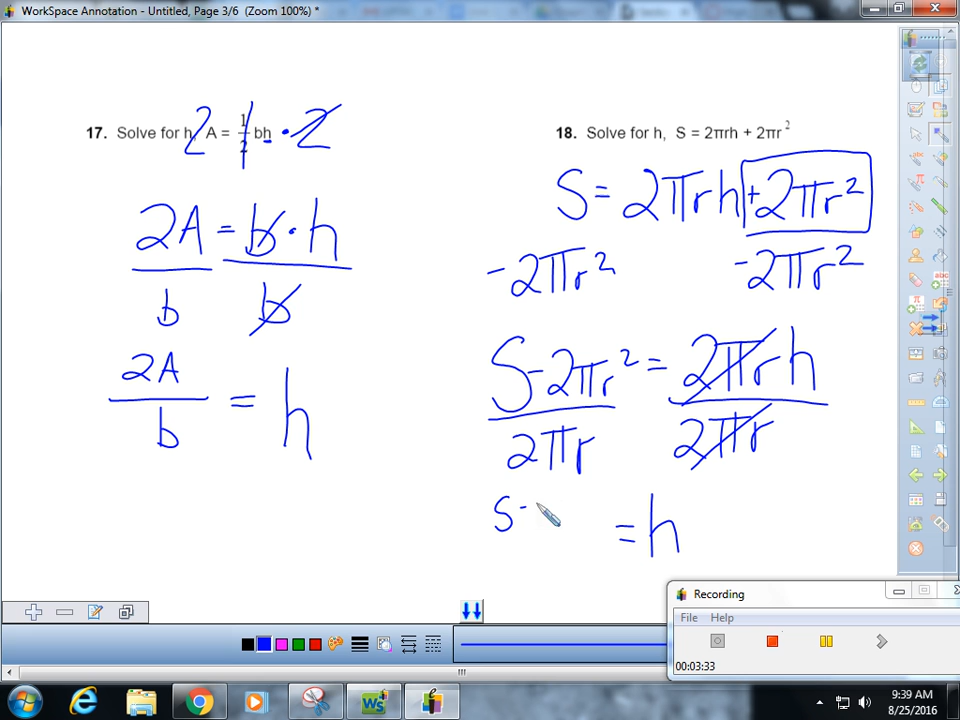 WorkSpace Annotation - Untitled, Page 3/6 (Zoom 100%) *
17. Solve for h, A = 1/2 bh
2 · 2
2A = b · h
b b
2A = h
b
18. Solve for h, S = 2πrh + 2πr²
S = 2πrh + 2πr²
-2πr² -2πr²
S - 2πr² = 2πrh
2πr 2πr
S - = h
Recording
File Help
00:03:33
9:39 AM
8/25/2016